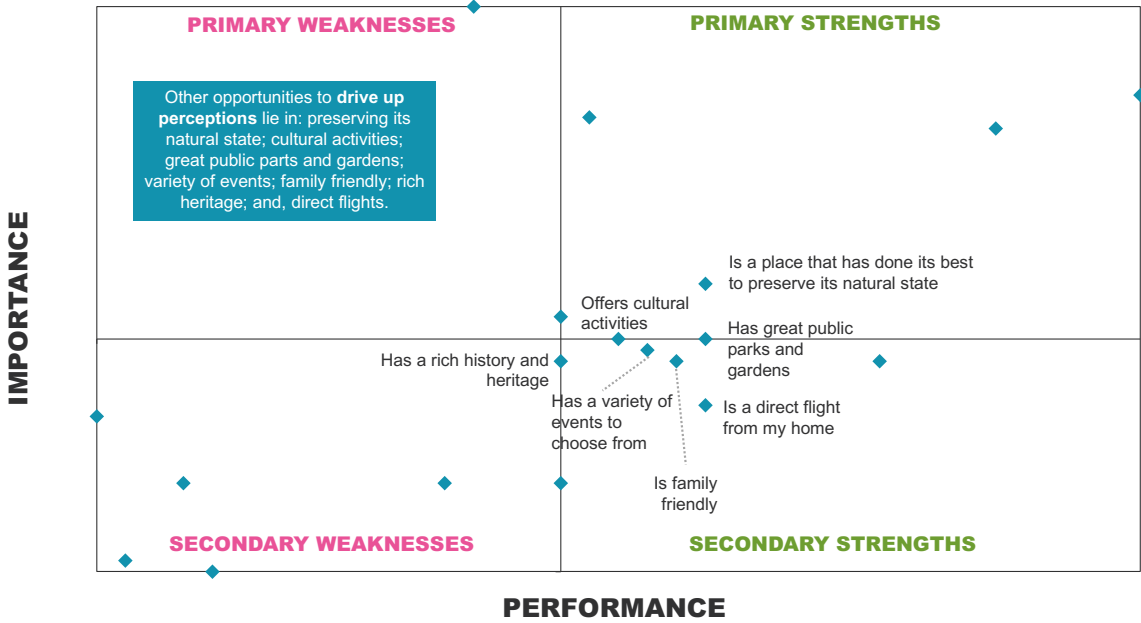 PRIMARY WEAKNESSES
PRIMARY STRENGTHS
Other opportunities to drive up
perceptions lie in: preserving its
natural state; cultural activities;
great public parts and gardens;
variety of events; family friendly; rich
heritage; and, direct flights.
IMPORTANCE
Is a place that has done its best
to preserve its natural state
Offers cultural
activities
Has great public
parks and
gardens
Has a rich history and
heritage
Has a variety of
events to
choose from
Is a direct flight
from my home
Is family
friendly
SECONDARY WEAKNESSES
SECONDARY STRENGTHS
PERFORMANCE